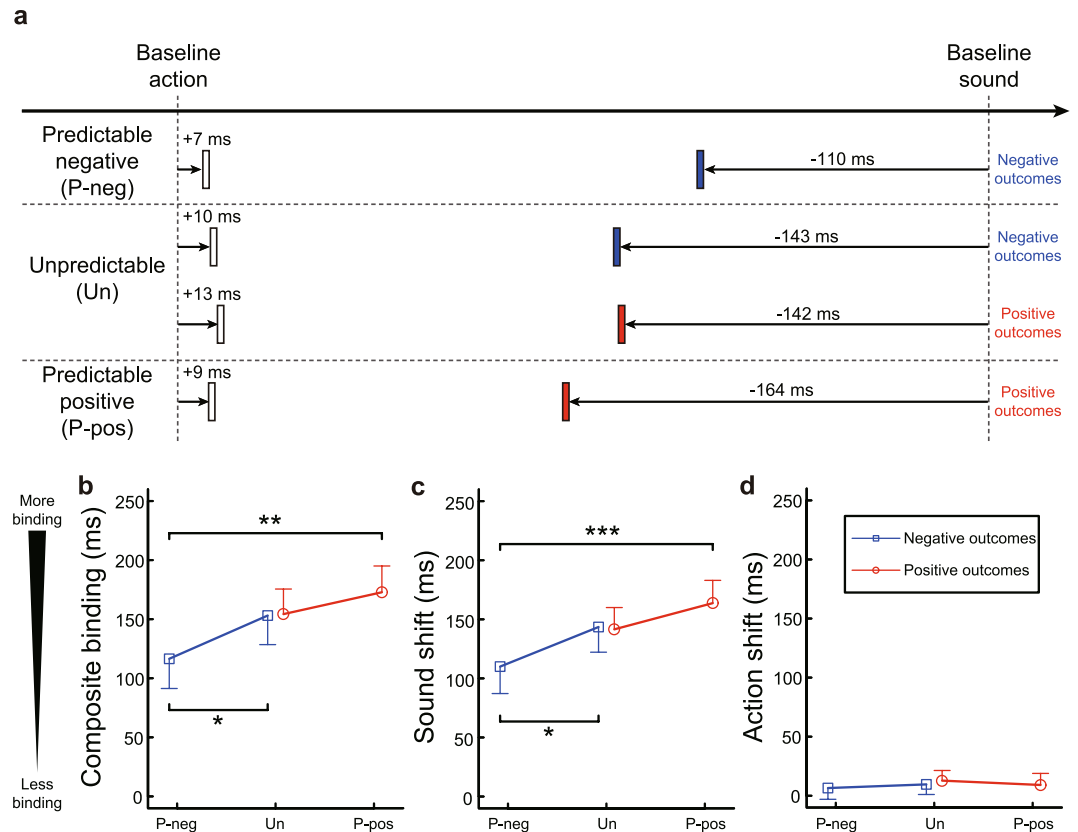 a
Baseline
action
Baseline
sound
Predictable
negative
(P-neg)
+7 ms
-110 ms
Negative
outcomes
Unpredictable
(Un)
+10 ms
-143 ms
Negative
outcomes
+13 ms
-142 ms
Positive
outcomes
Predictable
positive
(P-pos)
+9 ms
-164 ms
Positive
outcomes
More
binding
Less
binding
b
Composite binding (ms)
250
200
150
100
50
0
**
*
P-neg Un P-pos
c
Sound shift (ms)
250
200
150
100
50
0
***
*
P-neg Un P-pos
d
Action shift (ms)
250
200
150
100
50
0
Negative outcomes
Positive outcomes
P-neg Un P-pos